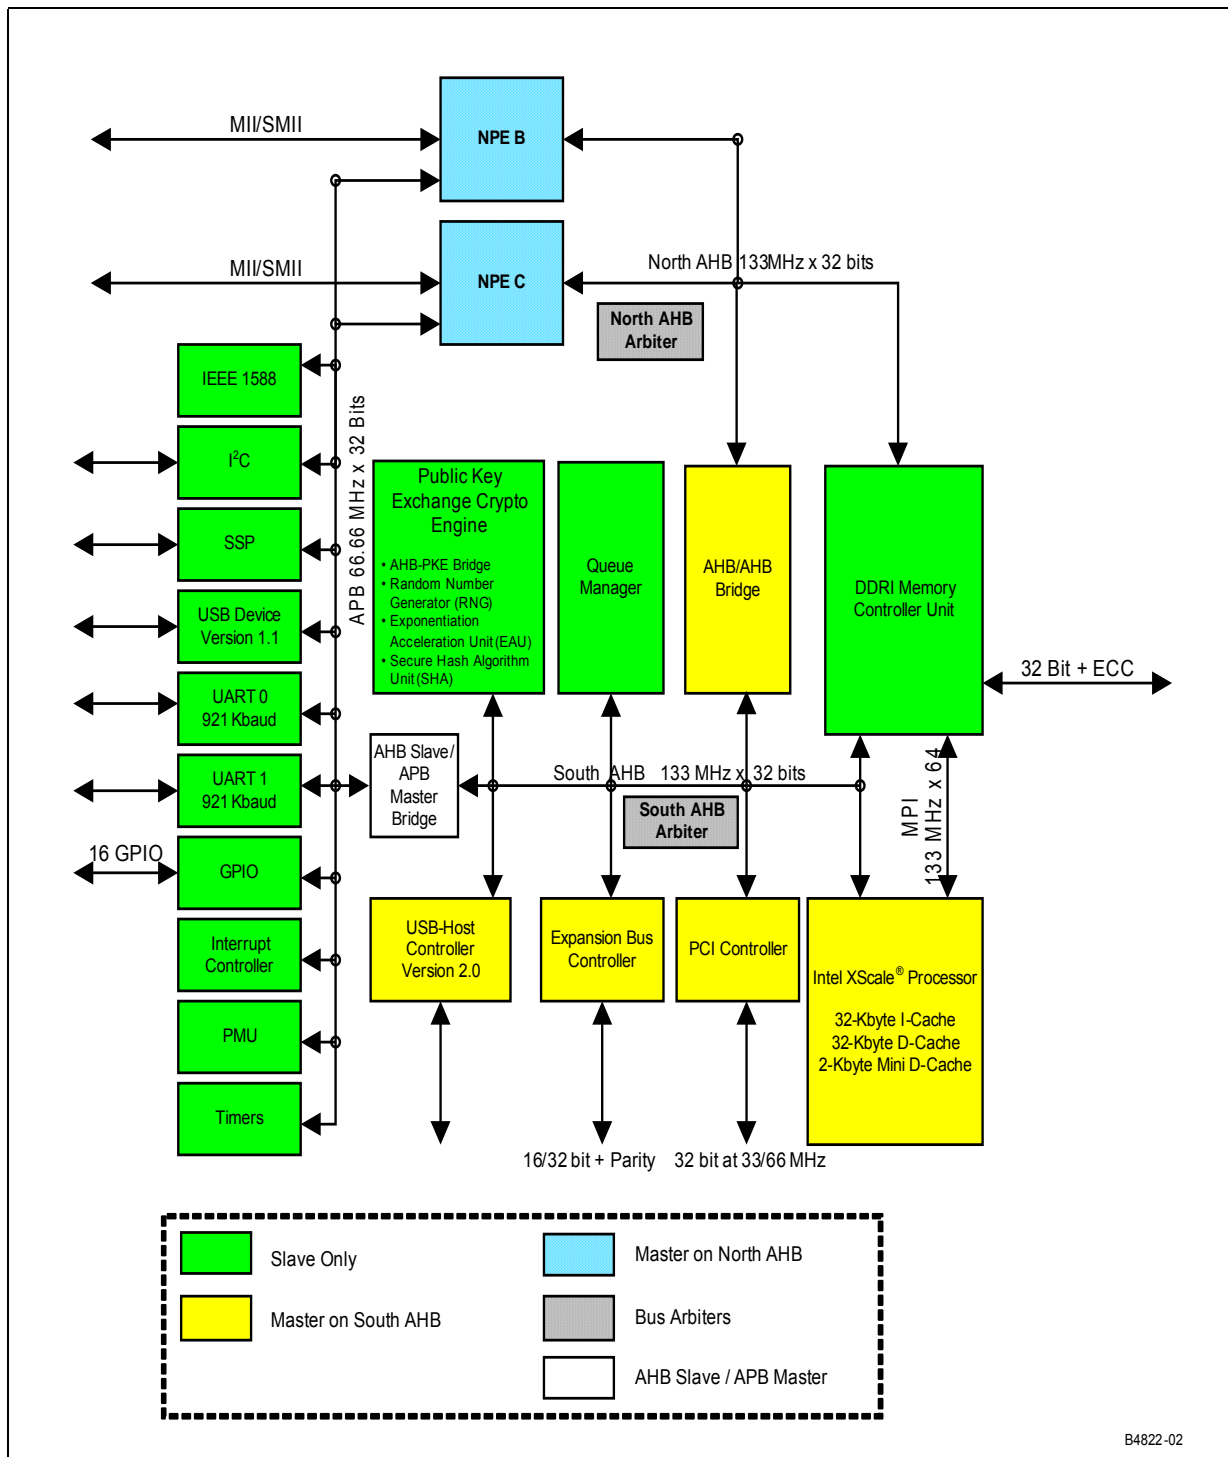 MII/SMII
NPE B
MII/SMII
NPE C
North AHB 133MHz x 32 bits
North AHB
Arbiter
IEEE 1588
APB 66.66 MHz x 32 Bits
I²C
SSP
USB Device
Version 1.1
UART 0
921 Kbaud
UART 1
921 Kbaud
16 GPIO
GPIO
Interrupt
Controller
PMU
Timers
Public Key
Exchange Crypto
Engine
• AHB-PKE Bridge
• Random Number
Generator (RNG)
• Exponentiation
Acceleration Unit (EAU)
• Secure Hash Algorithm
Unit (SHA)
Queue
Manager
AHB/AHB
Bridge
DDRI Memory
Controller Unit
32 Bit + ECC
AHB Slave/
APB
Master
Bridge
South AHB 133 MHz x 32 bits
South AHB
Arbiter
MPI
133 MHz x 64
USB-Host
Controller
Version 2.0
Expansion Bus
Controller
PCI Controller
Intel XScale® Processor
32-Kbyte I-Cache
32-Kbyte D-Cache
2-Kbyte Mini D-Cache
16/32 bit + Parity
32 bit at 33/66 MHz
Slave Only
Master on North AHB
Master on South AHB
Bus Arbiters
AHB Slave / APB Master
B4822-02